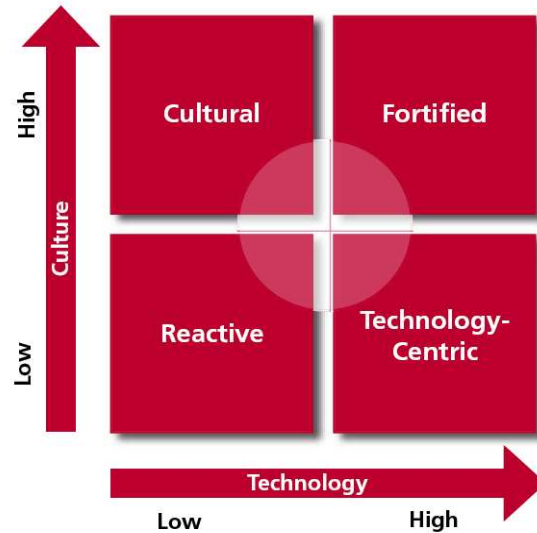 High
Cultural
Fortified
Culture
Low
Reactive
Technology-
Centric
Technology
Low
High